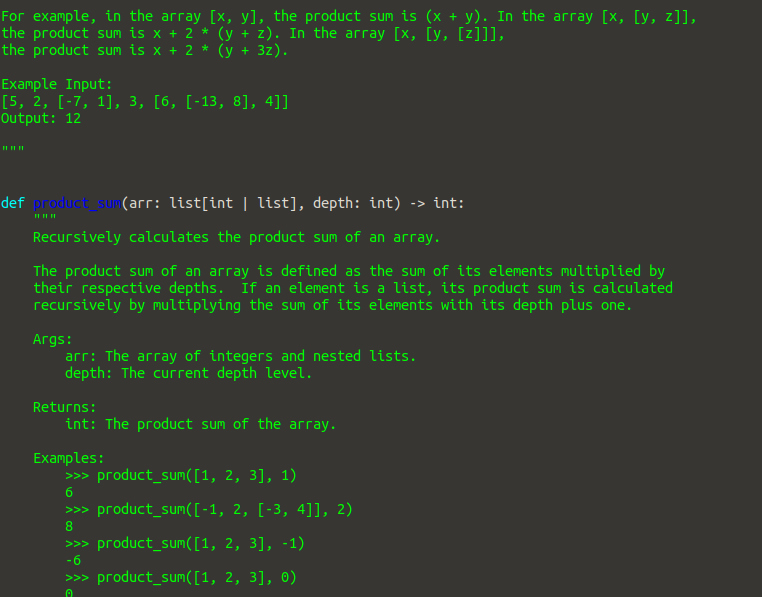 For example, in the array [x, y], the product sum is (x + y). In the array [x, [y, z]],
the product sum is x + 2 * (y + z). In the array [x, [y, [z]]],
the product sum is x + 2 * (y + 3z).

Example Input:
[5, 2, [-7, 1], 3, [6, [-13, 8], 4]]
Output: 12

"""

def product_sum(arr: list[int | list], depth: int) -> int:
    """
    Recursively calculates the product sum of an array.

    The product sum of an array is defined as the sum of its elements multiplied by
    their respective depths.  If an element is a list, its product sum is calculated
    recursively by multiplying the sum of its elements with its depth plus one.

    Args:
        arr: The array of integers and nested lists.
        depth: The current depth level.

    Returns:
        int: The product sum of the array.

    Examples:
        >>> product_sum([1, 2, 3], 1)
        6
        >>> product_sum([-1, 2, [-3, 4]], 2)
        8
        >>> product_sum([1, 2, 3], -1)
        -6
        >>> product_sum([1, 2, 3], 0)
        0